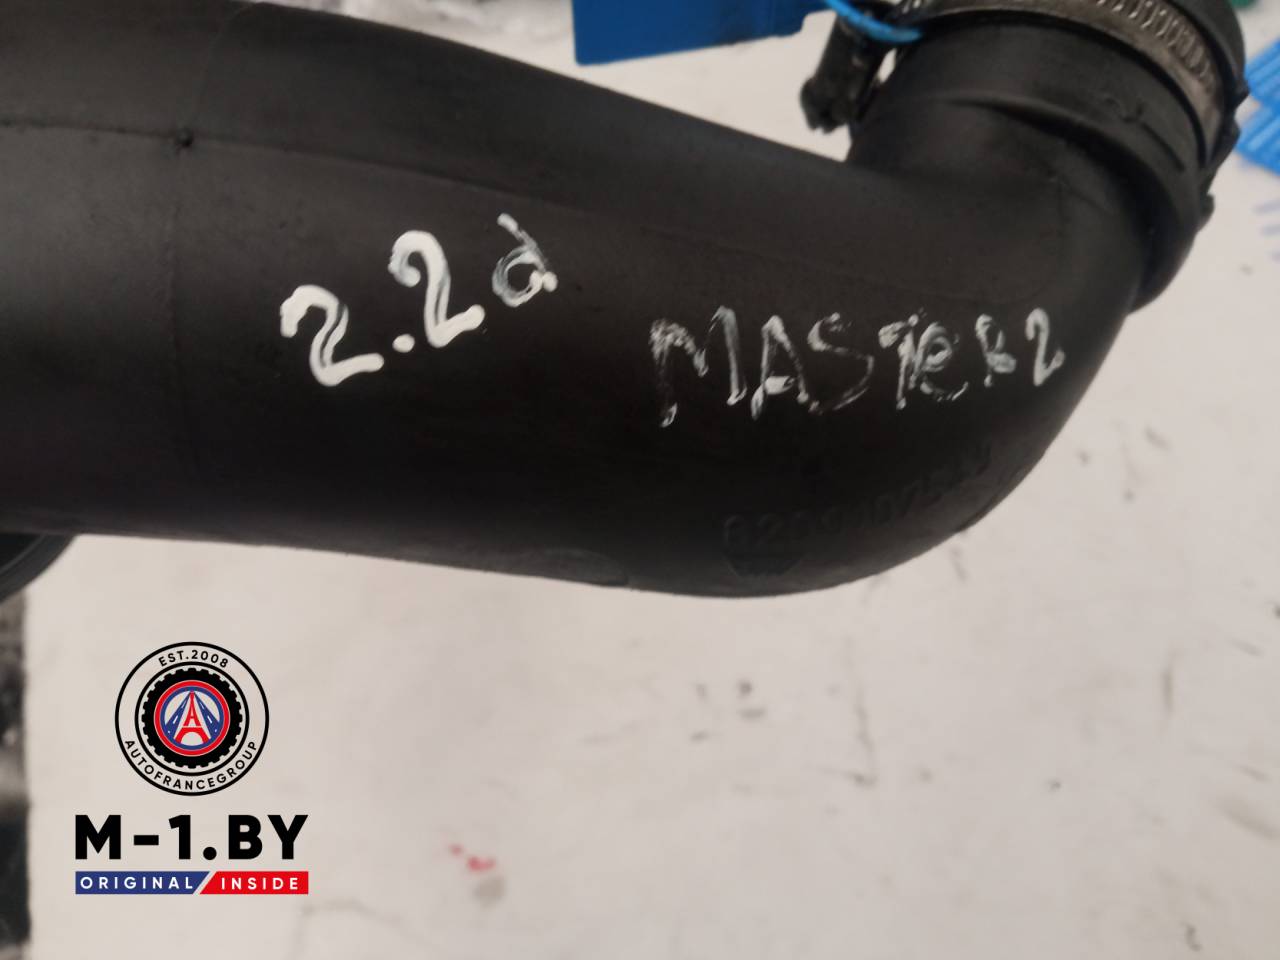 2.2d
MASTER2
EST.2008
AUTOFRANCEGROUP
M-1.BY
ORIGINAL INSIDE